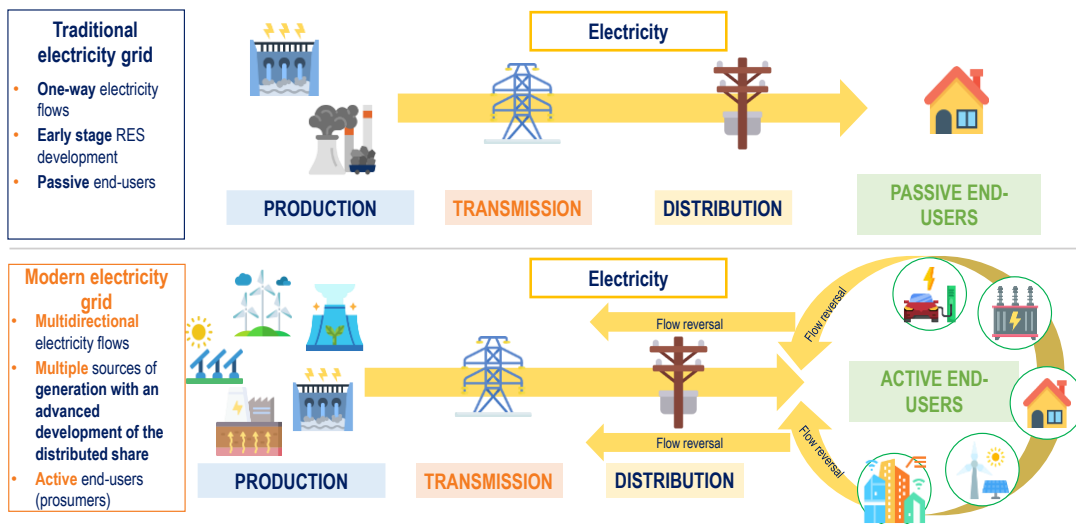 Traditional
electricity grid
• One-way electricity
flows
• Early stage RES
development
• Passive end-users
Electricity
PRODUCTION
TRANSMISSION
DISTRIBUTION
PASSIVE END-
USERS
Modern electricity
grid
• Multidirectional
electricity flows
• Multiple sources of
generation with an
advanced
development of the
distributed share
• Active end-users
(prosumers)
Electricity
Flow reversal
Flow reversal
Flow reversal
Flow reversal
ACTIVE END-
USERS
PRODUCTION
TRANSMISSION
DISTRIBUTION